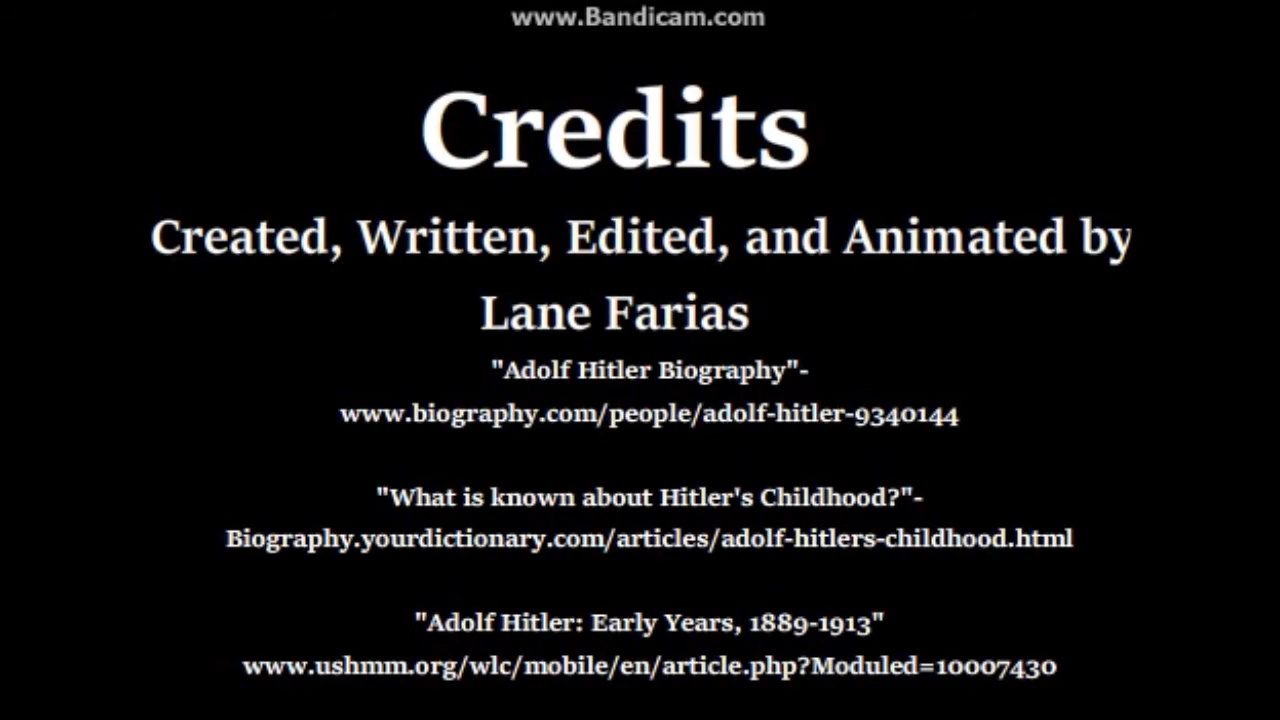 www.Bandicam.com
Credits
Created, Written, Edited, and Animated by
Lane Farias
"Adolf Hitler Biography"-
www.biography.com/people/adolf-hitler-9340144
"What is known about Hitler's Childhood?"-
Biography.yourdictionary.com/articles/adolf-hitlers-childhood.html
"Adolf Hitler: Early Years, 1889-1913"
www.ushmm.org/wlc/mobile/en/article.php?Moduled=10007430